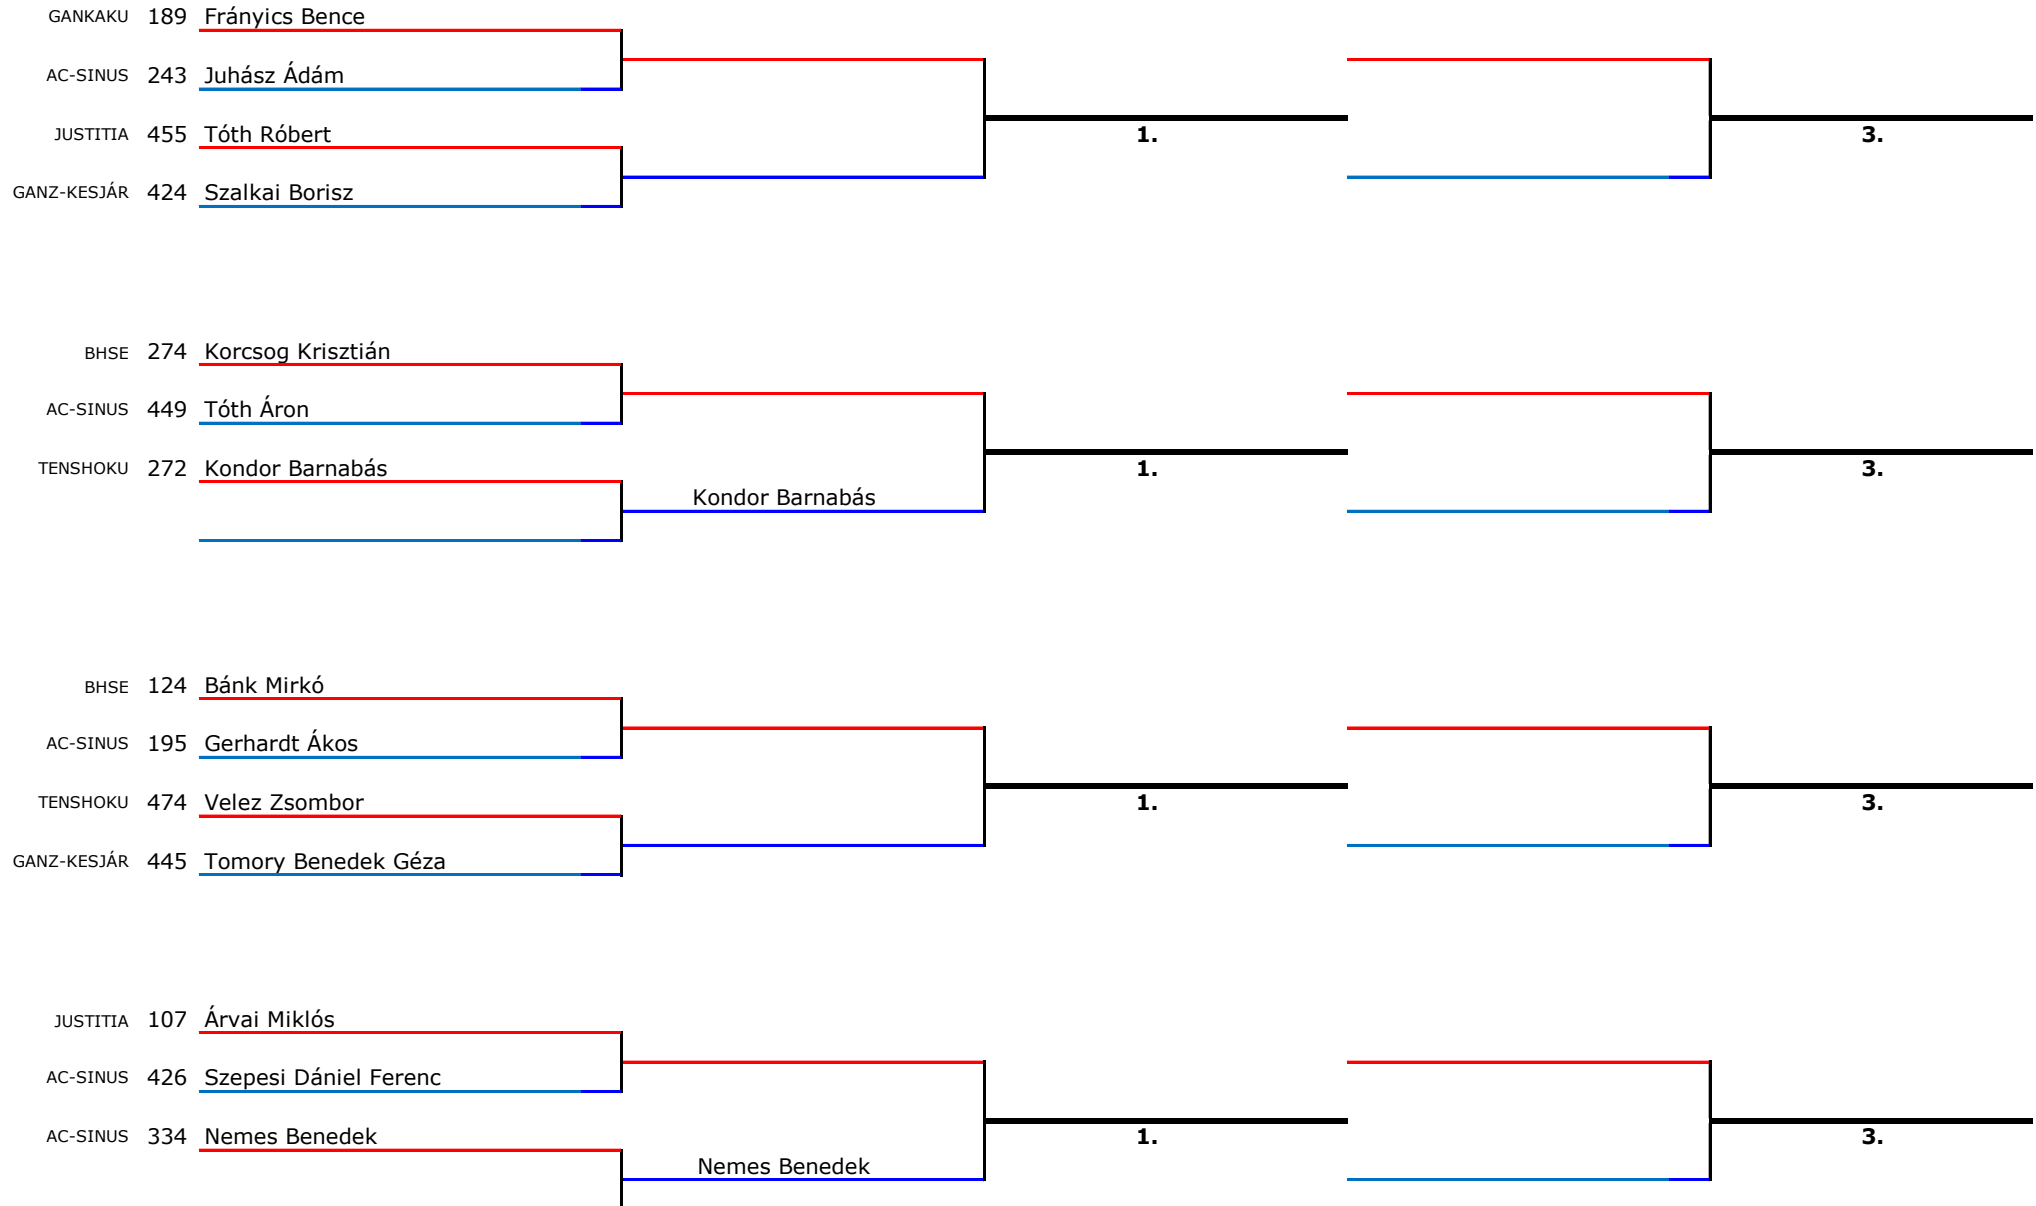 GANKAKU 189 Frányics Bence
AC-SINUS 243 Juhász Ádám
JUSTITIA 455 Tóth Róbert 1. 3.
GANZ-KESJÁR 424 Szalkai Borisz
BHSE 274 Korcsog Krisztián
AC-SINUS 449 Tóth Áron
TENSHOKU 272 Kondor Barnabás 1. 3.
Kondor Barnabás
BHSE 124 Bánk Mirkó
AC-SINUS 195 Gerhardt Ákos
TENSHOKU 474 Velez Zsombor 1. 3.
GANZ-KESJÁR 445 Tomory Benedek Géza
JUSTITIA 107 Árvai Miklós
AC-SINUS 426 Szepesi Dániel Ferenc
AC-SINUS 334 Nemes Benedek 1. 3.
Nemes Benedek